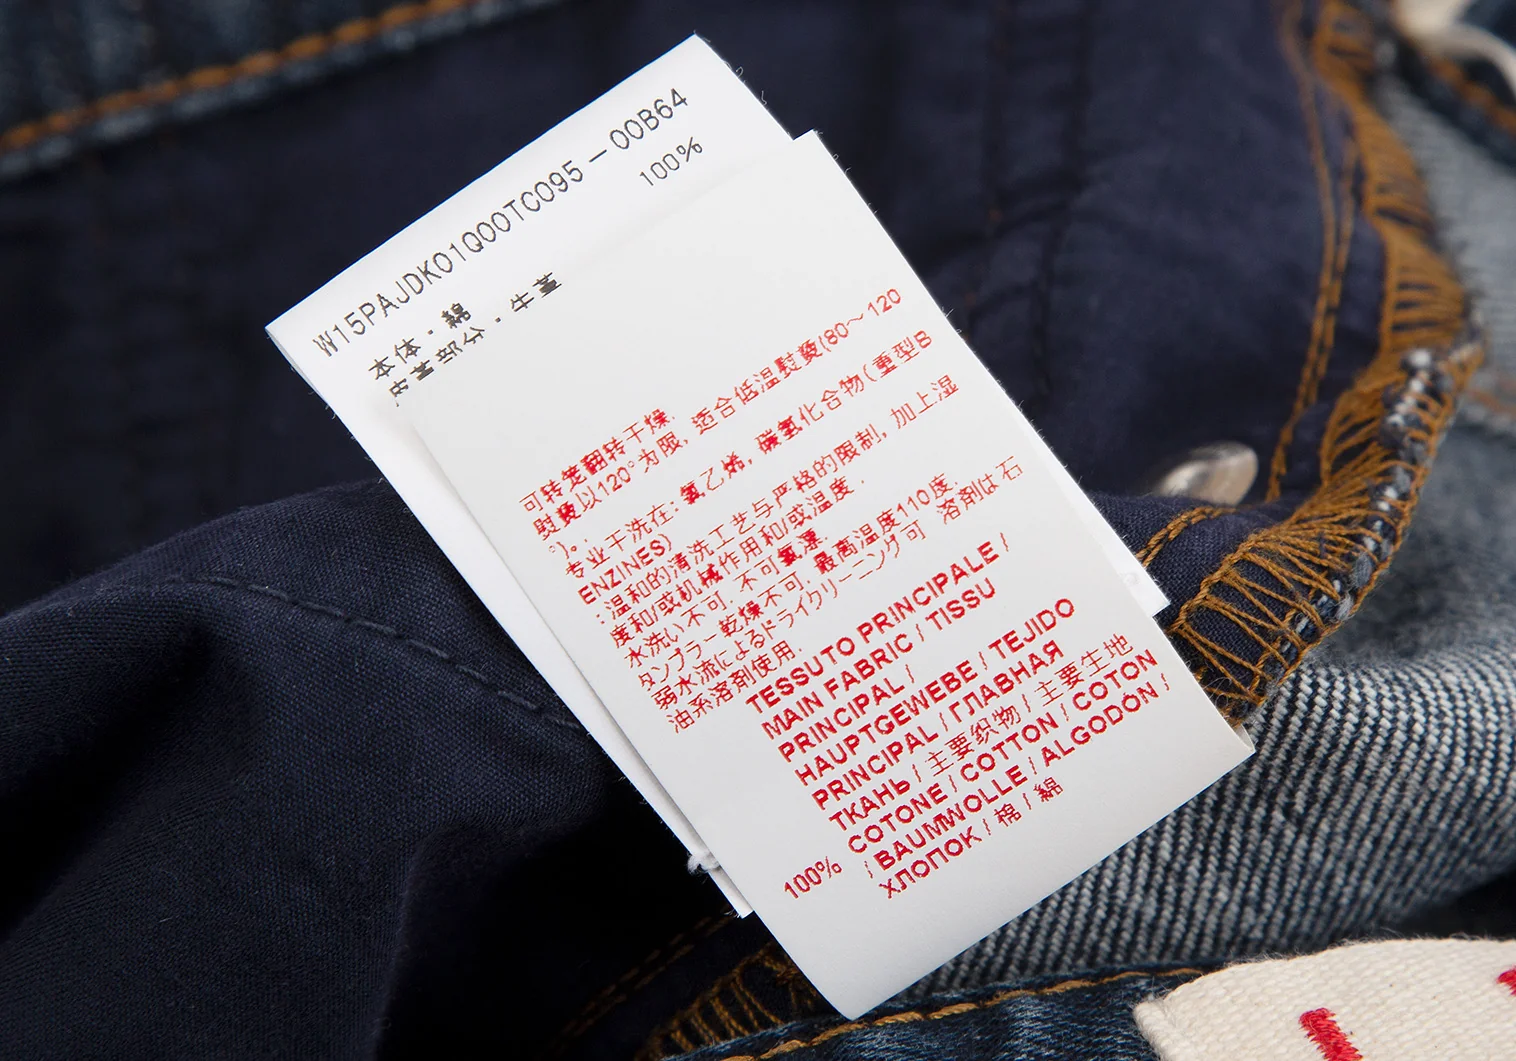 W15PAJDK01Q00TC095 – 00B64
本体・綿 100%
皮革部分・牛革
可转笼翻转干燥.
熨烫以120°为限, 适合低温熨烫(80~120
°)。:
专业干洗在: 氯乙烯, 碳氢化合物(重型B
ENZINES)
:温和的清洗工艺与严格的限制, 加上湿
度和/或机械作用和/或温度.
水洗い不可. 不可氯漂.
タンブラー乾燥不可. 最高温度110度.
弱水流によるドライクリーニング可 溶剤は石
油系溶剤使用.
TESSUTO PRINCIPALE /
MAIN FABRIC / TISSU
PRINCIPAL /
HAUPTGEWEBE / TEJIDO
PRINCIPAL / ГЛАВНАЯ
ТКАНЬ / 主要织物 / 主要生地
COTONE / COTTON / COTON
100% / BAUMWOLLE / ALGODÓN /
ХЛОПОК / 棉 / 綿